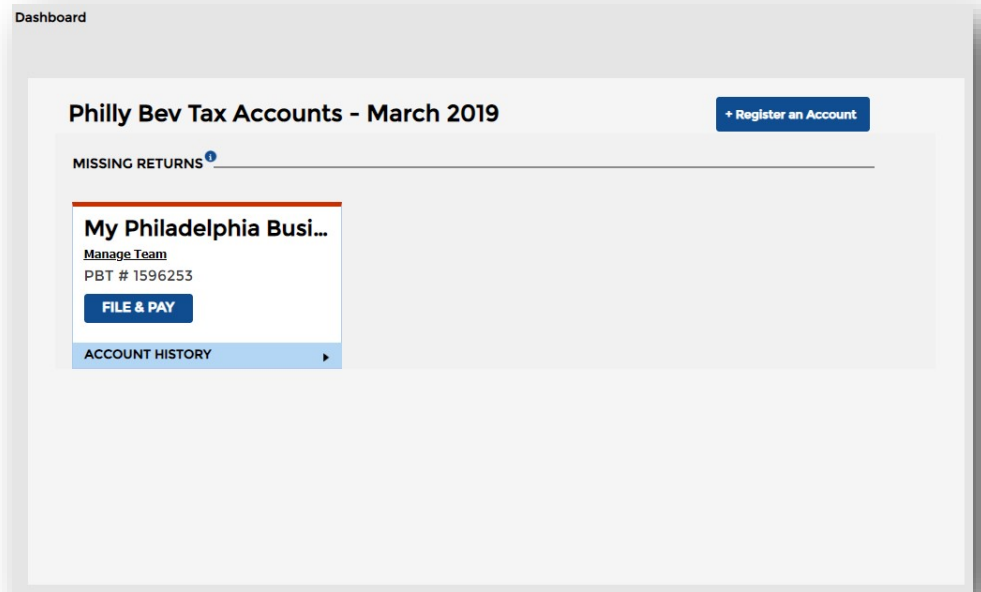 Dashboard
Philly Bev Tax Accounts - March 2019
+ Register an Account
MISSING RETURNS
My Philadelphia Busi...
Manage Team
PBT # 1596253
FILE & PAY
ACCOUNT HISTORY